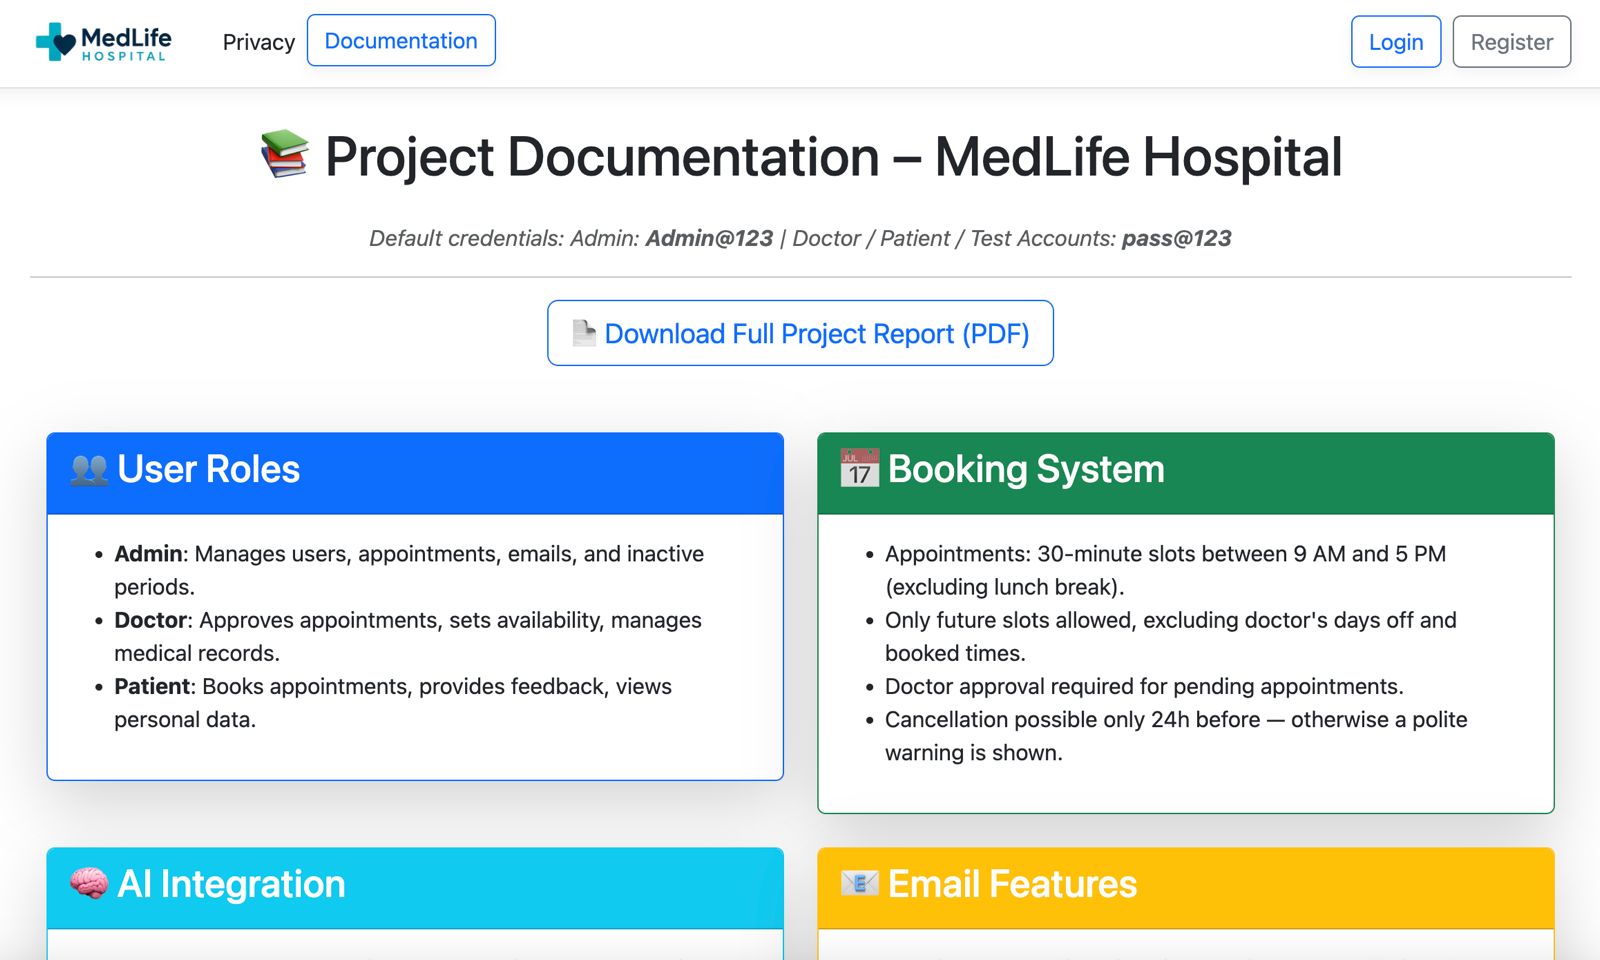 MedLife
HOSPITAL
Privacy
Documentation
Login
Register
Project Documentation – MedLife Hospital
Default credentials: Admin: Admin@123 | Doctor / Patient / Test Accounts: pass@123
Download Full Project Report (PDF)
User Roles
• Admin: Manages users, appointments, emails, and inactive
periods.
• Doctor: Approves appointments, sets availability, manages
medical records.
• Patient: Books appointments, provides feedback, views
personal data.
JUL
17
Booking System
• Appointments: 30-minute slots between 9 AM and 5 PM
(excluding lunch break).
• Only future slots allowed, excluding doctor's days off and
booked times.
• Doctor approval required for pending appointments.
• Cancellation possible only 24h before — otherwise a polite
warning is shown.
AI Integration
E
Email Features